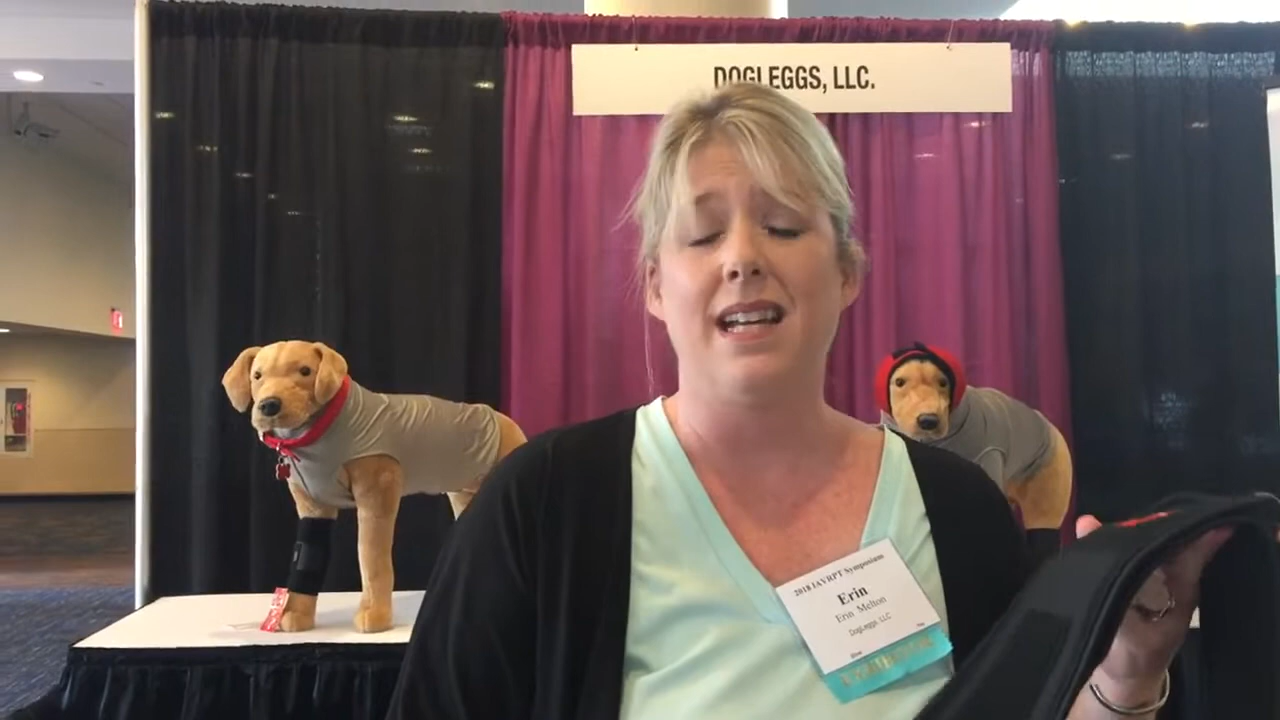 DOGLEGGS, LLC.
2018 IAVRPT Symposium
Erin
Erin Melton
DogLeggs, LLC